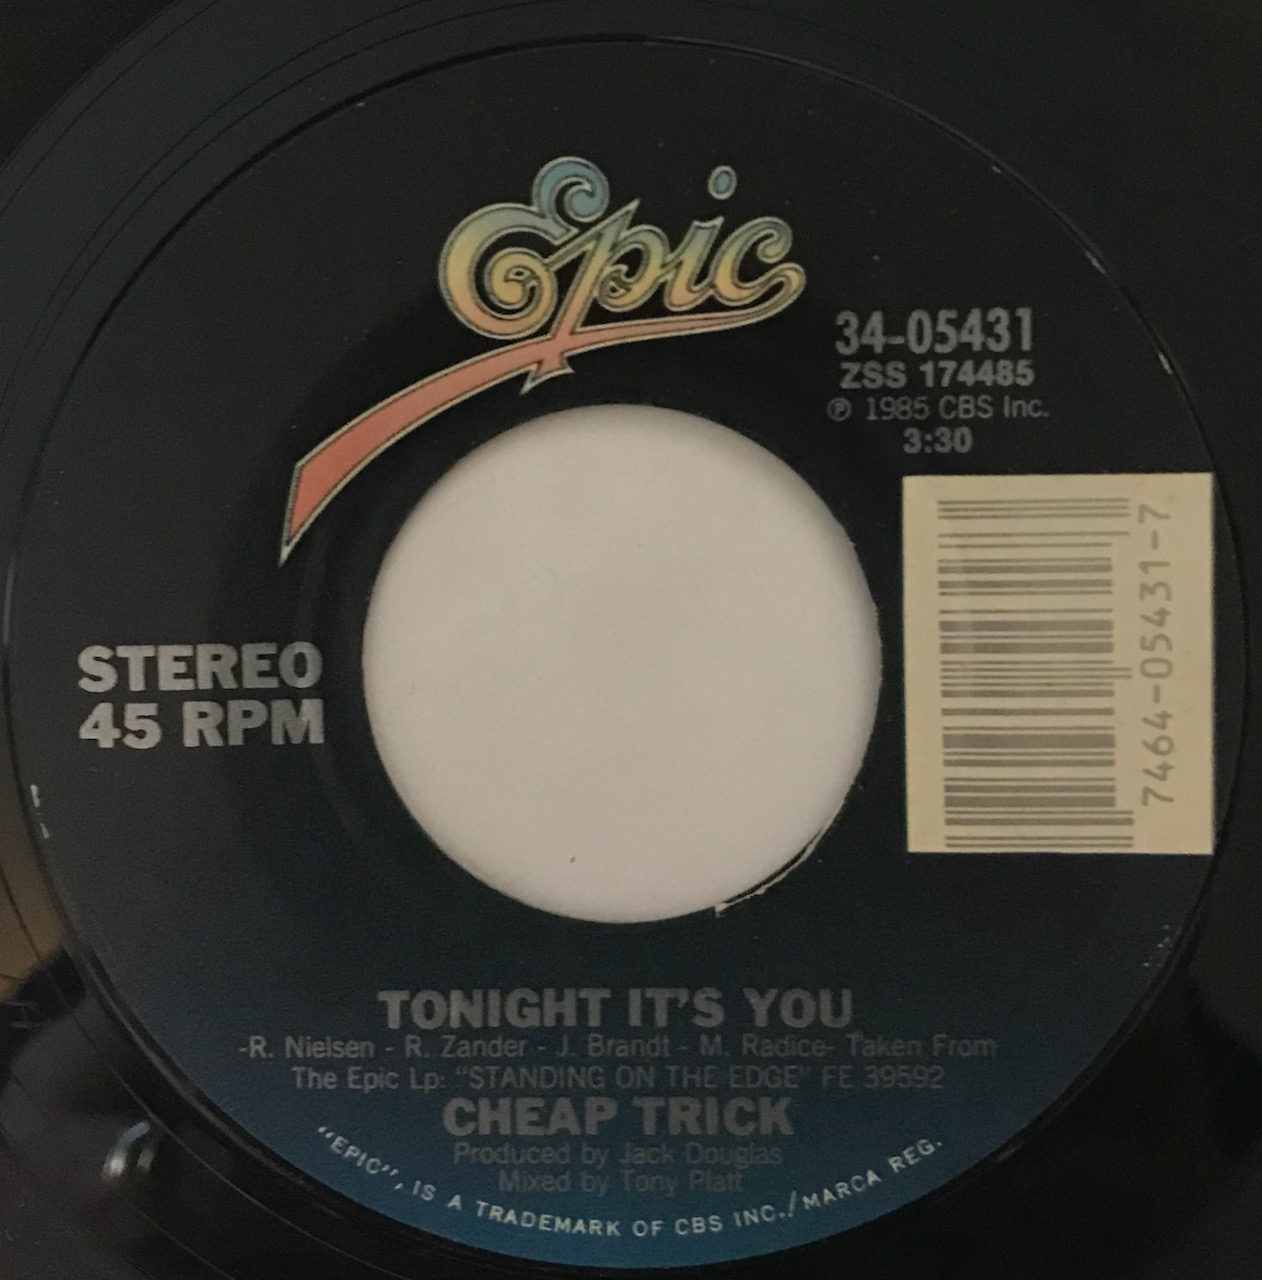 Epic
34-05431
ZSS 174485
℗ 1985 CBS Inc.
3:30
7464-05431-7
STEREO
45 RPM
TONIGHT IT'S YOU
-R. Nielsen - R. Zander - J. Brandt - M. Radice- Taken From
The Epic Lp: "STANDING ON THE EDGE" FE 39592
CHEAP TRICK
Produced by Jack Douglas
Mixed by Tony Platt
"EPIC", IS A TRADEMARK OF CBS INC./MARCA REG.